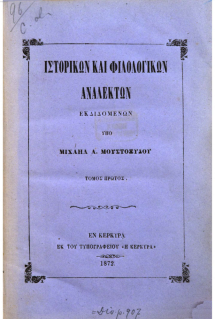 ΙΣΤΟΡΙΚΩΝ ΚΑΙ ΦΙΛΟΛΟΓΙΚΩΝ
ΑΝΑΛΕΚΤΩΝ
ΕΚΔΙΔΟΜΕΝΩΝ
ΥΠΟ
ΜΙΧΑΗΛ Δ. ΜΟΥΣΤΟΞΥΔΟΥ
ΤΟΜΟΣ ΠΡΩΤΟΣ.
ΕΝ ΚΕΡΚΥΡΑ
ΕΚ ΤΟΥ ΤΥΠΟΓΡΑΦΕΙΟΥ «Η ΚΕΡΚΥΡΑ»
1872.